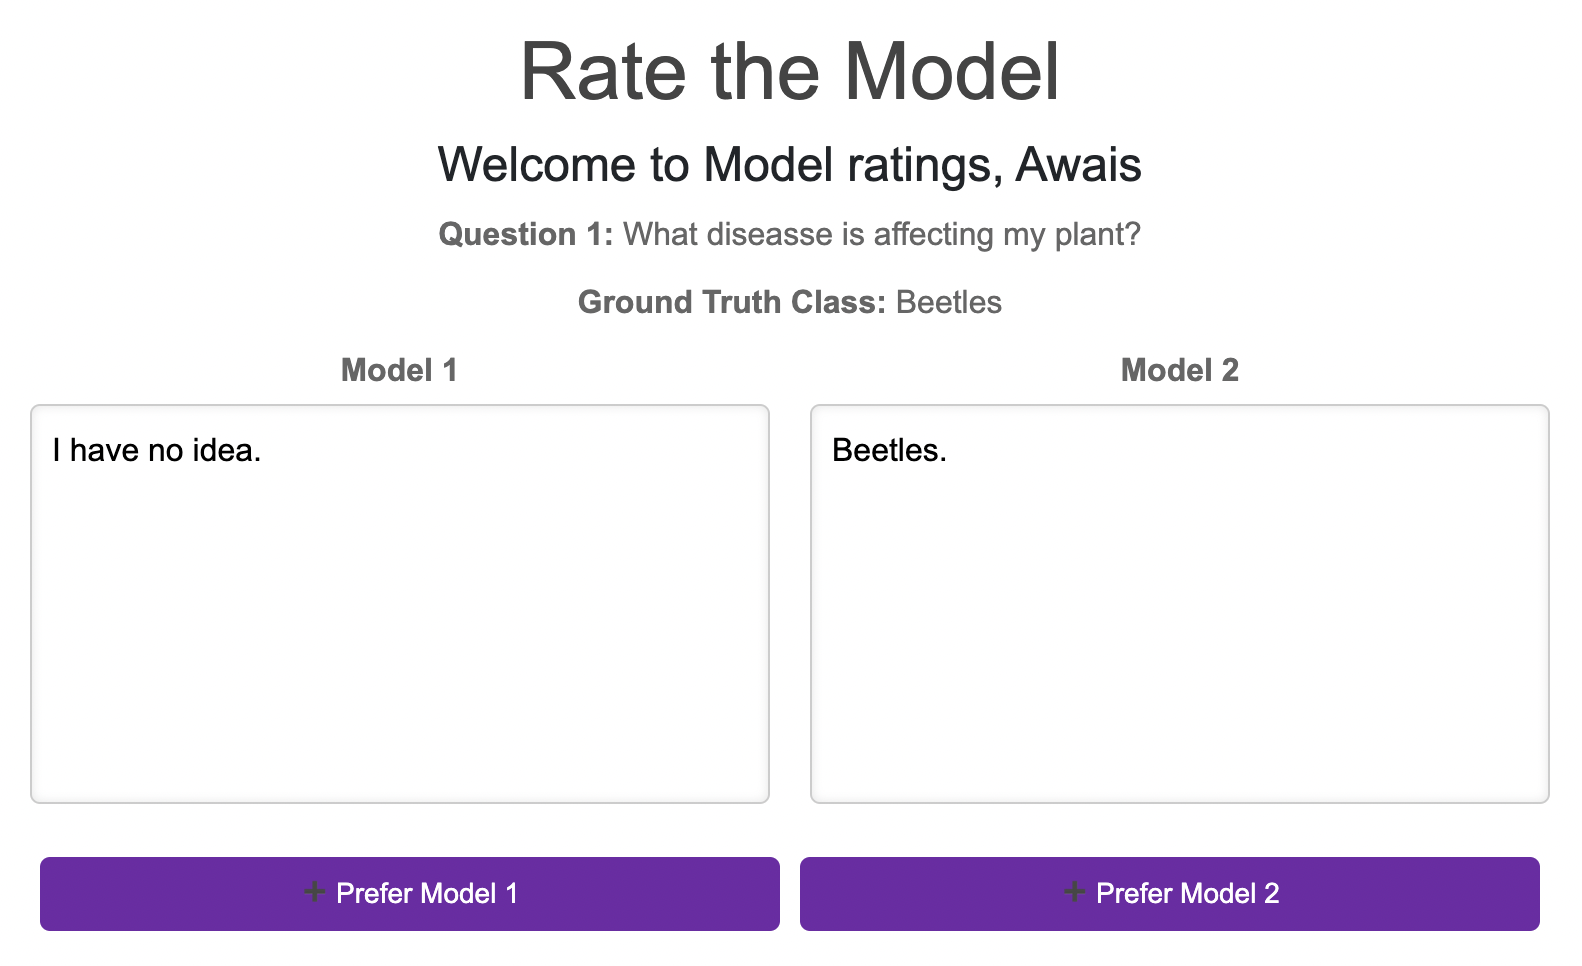 Rate the Model
Welcome to Model ratings, Awais
Question 1: What diseasse is affecting my plant?
Ground Truth Class: Beetles
Model 1
Model 2
I have no idea.
Beetles.
+ Prefer Model 1
+ Prefer Model 2